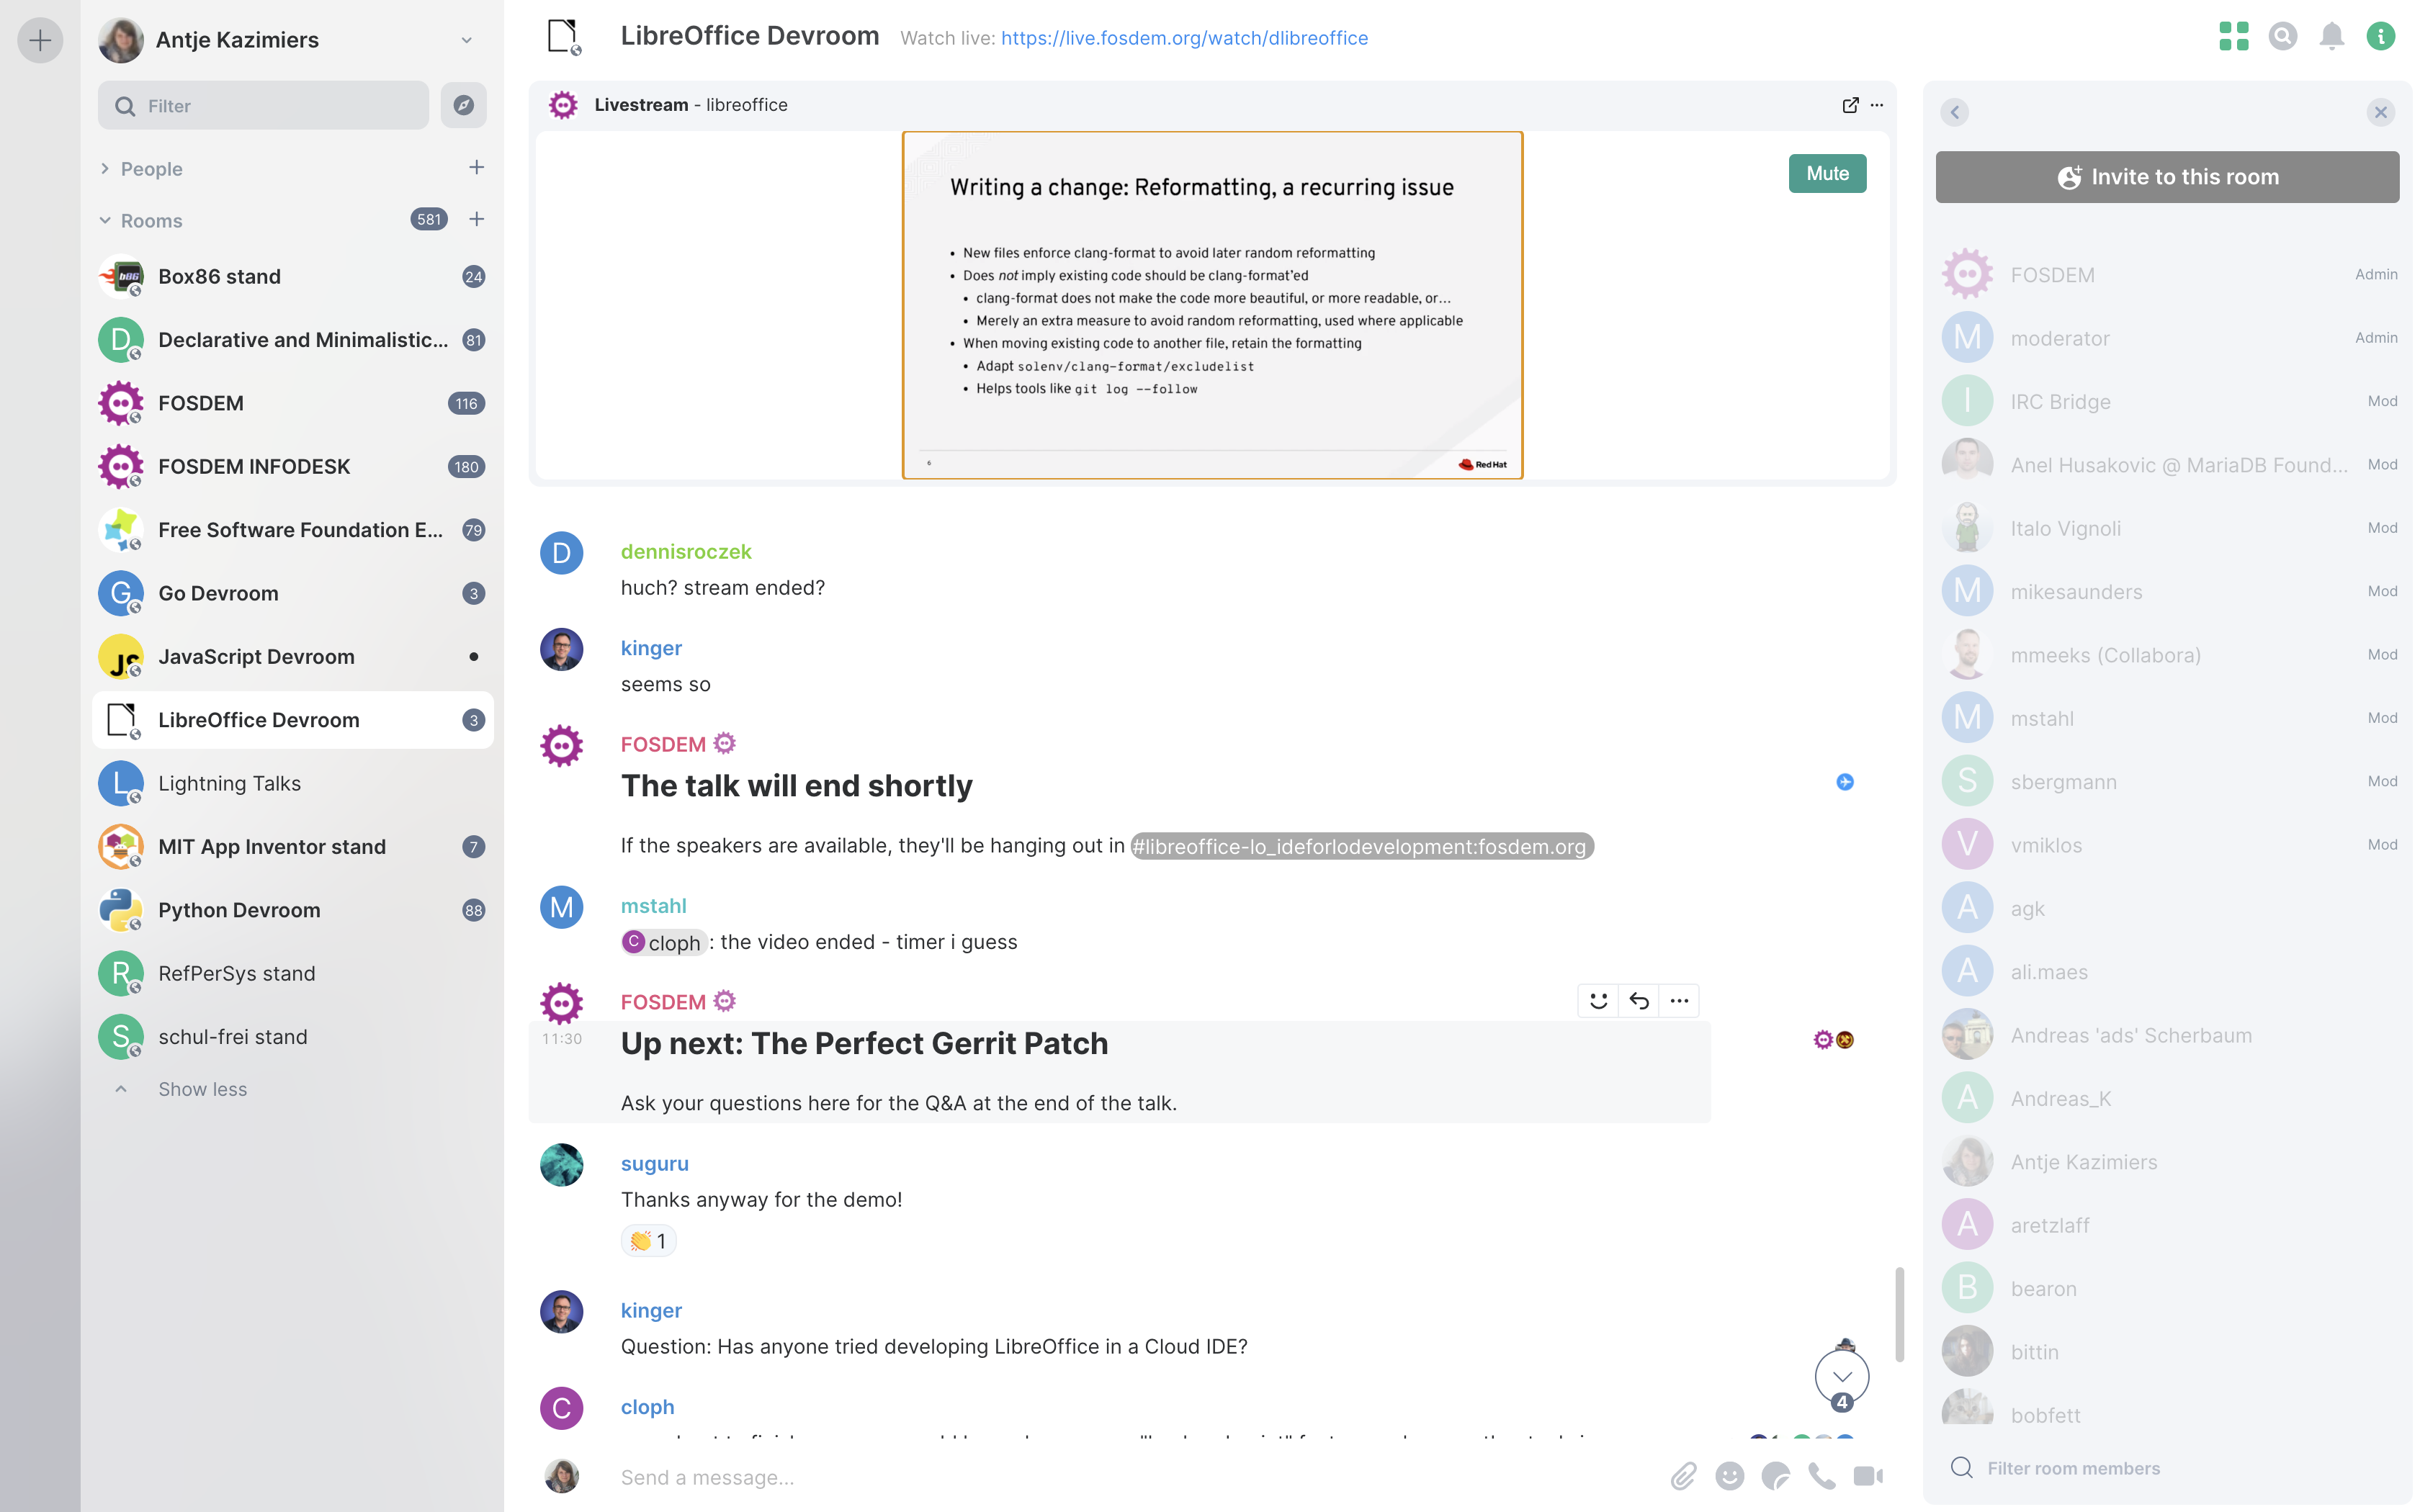 Antje Kazimiers
Filter
People
Rooms 581
b86 Box86 stand 24
D Declarative and Minimalistic... 81
FOSDEM 116
FOSDEM INFODESK 180
Free Software Foundation E... 79
G Go Devroom 3
JS JavaScript Devroom
LibreOffice Devroom 3
L Lightning Talks
MIT App Inventor stand 7
Python Devroom 88
R RefPerSys stand
S schul-frei stand
Show less
LibreOffice Devroom Watch live: https://live.fosdem.org/watch/dlibreoffice
Livestream - libreoffice
Mute
Writing a change: Reformatting, a recurring issue
• New files enforce clang-format to avoid later random reformatting
• Does not imply existing code should be clang-format'ed
• clang-format does not make the code more beautiful, or more readable, or...
• Merely an extra measure to avoid random reformatting, used where applicable
• When moving existing code to another file, retain the formatting
• Adapt solenv/clang-format/excludelist
• Helps tools like git log --follow
6 Red Hat
D dennisroczek
huch? stream ended?
kinger
seems so
FOSDEM
The talk will end shortly
If the speakers are available, they'll be hanging out in #libreoffice-lo_ideforlodevelopment:fosdem.org
M mstahl
C cloph : the video ended - timer i guess
FOSDEM
11:30 Up next: The Perfect Gerrit Patch
Ask your questions here for the Q&A at the end of the talk.
suguru
Thanks anyway for the demo!
👏 1
kinger
Question: Has anyone tried developing LibreOffice in a Cloud IDE?
4
C cloph
Send a message...
Invite to this room
FOSDEM Admin
M moderator Admin
I IRC Bridge Mod
Anel Husakovic @ MariaDB Found... Mod
Italo Vignoli Mod
M mikesaunders Mod
mmeeks (Collabora) Mod
M mstahl Mod
S sbergmann Mod
V vmiklos Mod
A agk
A ali.maes
Andreas 'ads' Scherbaum
A Andreas_K
Antje Kazimiers
A aretzlaff
B bearon
bittin
bobfett
Filter room members